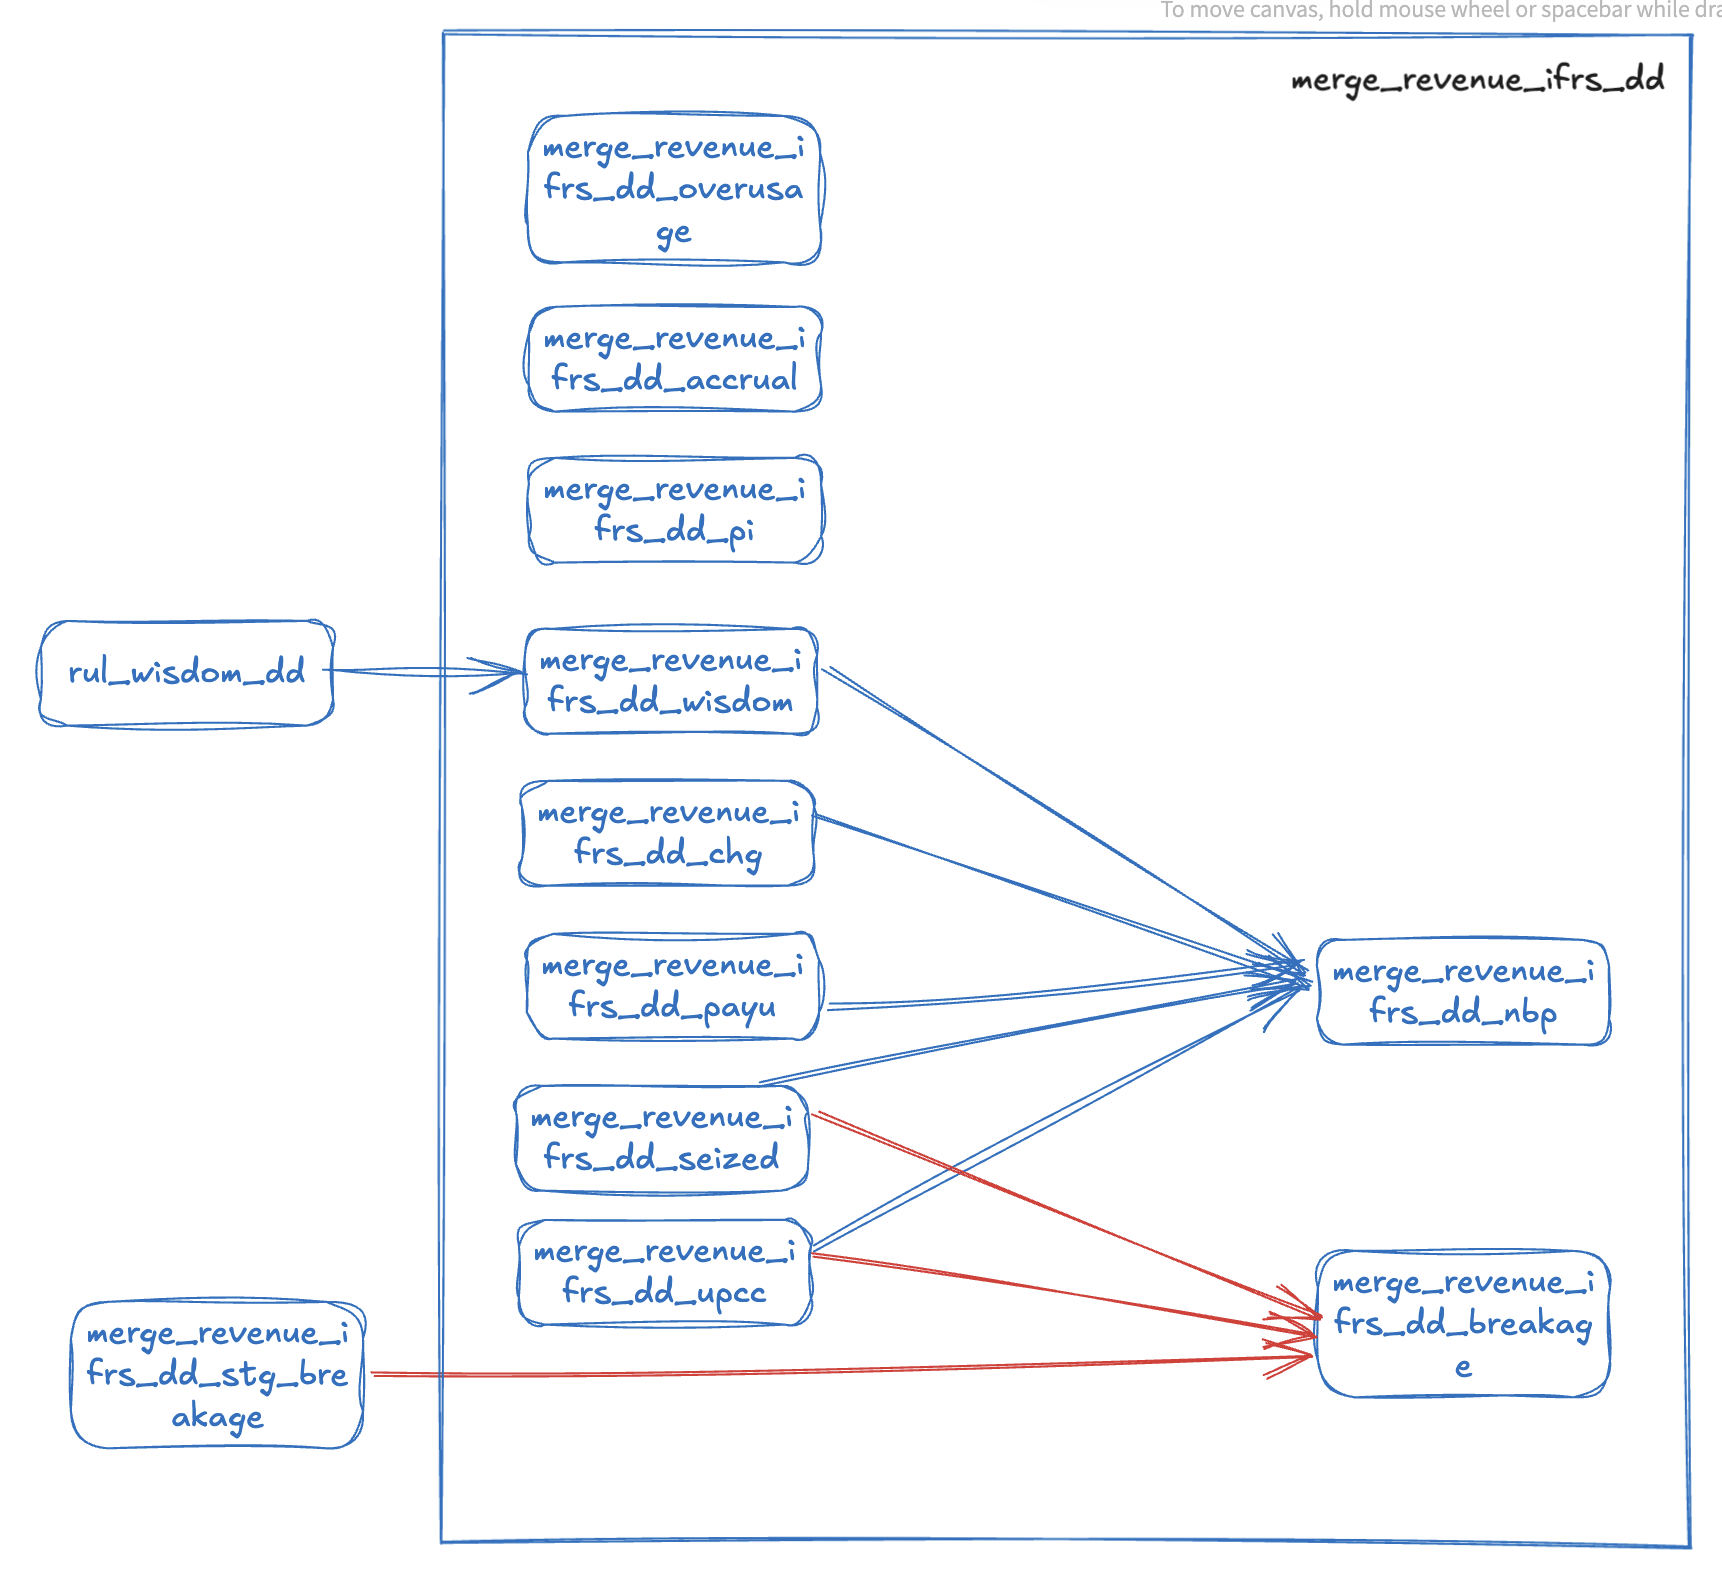 To move canvas, hold mouse wheel or spacebar while dra
merge_revenue_ifrs_dd
merge_revenue_i
frs_dd_overusa
ge
merge_revenue_i
frs_dd_accrual
merge_revenue_i
frs_dd_pi
rul_wisdom_dd
merge_revenue_i
frs_dd_wisdom
merge_revenue_i
frs_dd_chg
merge_revenue_i
frs_dd_payu
merge_revenue_i
frs_dd_nbp
merge_revenue_i
frs_dd_seized
merge_revenue_i
frs_dd_upcc
merge_revenue_i
frs_dd_breakag
e
merge_revenue_i
frs_dd_stg_bre
akage